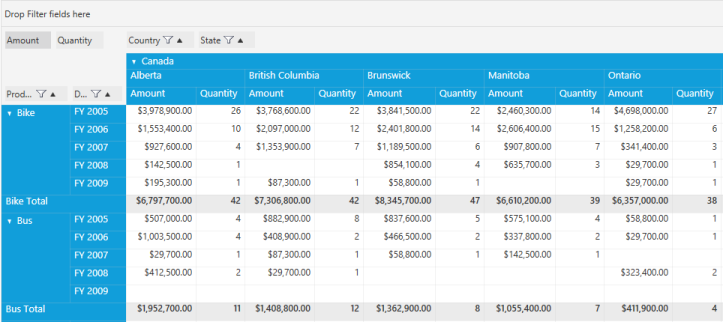 Drop Filter fields here
Amount Quantity Country State
Canada
Alberta British Columbia Brunswick Manitoba Ontario
Prod... D... Amount Quantity Amount Quantity Amount Quantity Amount Quantity Amount Quantity
Bike FY 2005 $3,978,900.00 26 $3,768,600.00 22 $3,841,500.00 22 $2,460,300.00 14 $4,698,000.00 27
FY 2006 $1,553,400.00 10 $2,097,000.00 12 $2,401,800.00 14 $2,606,400.00 15 $1,258,200.00 6
FY 2007 $927,600.00 4 $1,353,900.00 7 $1,189,500.00 6 $907,800.00 7 $341,400.00 3
FY 2008 $142,500.00 1 $854,100.00 4 $635,700.00 3 $29,700.00 1
FY 2009 $195,300.00 1 $87,300.00 1 $58,800.00 1 $29,700.00 1
Bike Total $6,797,700.00 42 $7,306,800.00 42 $8,345,700.00 47 $6,610,200.00 39 $6,357,000.00 38
Bus FY 2005 $507,000.00 4 $882,900.00 8 $837,600.00 5 $575,100.00 4 $58,800.00 1
FY 2006 $1,003,500.00 4 $408,900.00 2 $466,500.00 2 $337,800.00 2 $29,700.00 1
FY 2007 $29,700.00 1 $87,300.00 1 $58,800.00 1 $142,500.00 1
FY 2008 $412,500.00 2 $29,700.00 1 $323,400.00 2
FY 2009
Bus Total $1,952,700.00 11 $1,408,800.00 12 $1,362,900.00 8 $1,055,400.00 7 $411,900.00 4